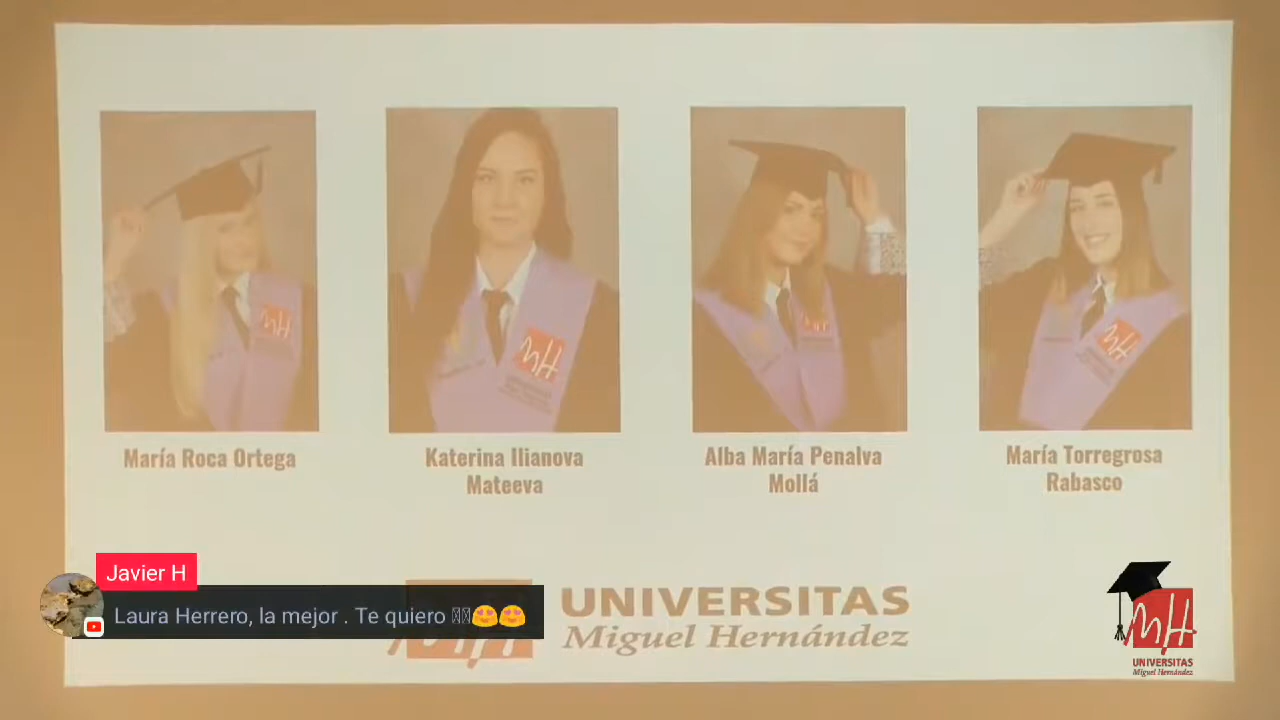 María Roca Ortega
Katerina Ilianova
Mateeva
Alba María Penalva
Mollá
María Torregrosa
Rabasco
Javier H
Laura Herrero, la mejor . Te quiero 😍😍
UNIVERSITAS
Miguel Hernández
MH
UNIVERSITAS
Miguel Hernández